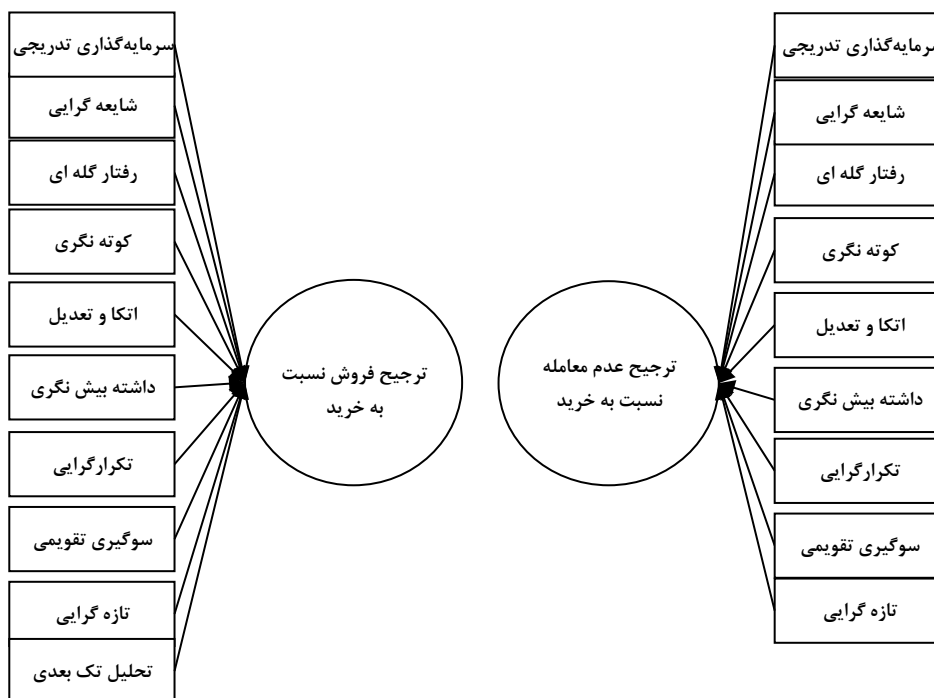 سرمایه‌گذاری تدریجی
شایعه گرایی
رفتار گله ای
کوته نگری
اتکا و تعدیل
داشته بیش نگری
تکرارگرایی
سوگیری تقویمی
تازه گرایی
ترجیح عدم معامله
نسبت به خرید
ترجیح فروش نسبت
به خرید
سرمایه‌گذاری تدریجی
شایعه گرایی
رفتار گله ای
کوته نگری
اتکا و تعدیل
داشته بیش نگری
تکرارگرایی
سوگیری تقویمی
تازه گرایی
تحلیل تک بعدی